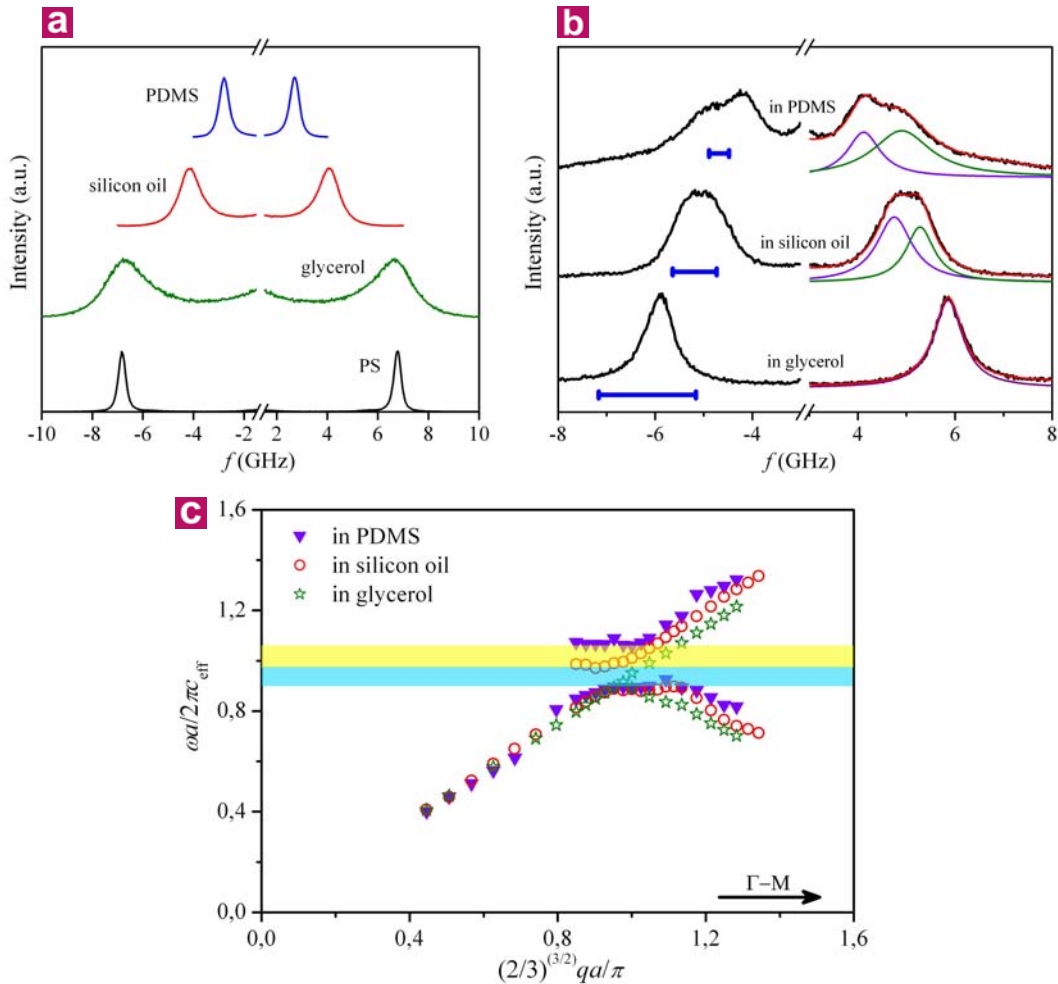 a
PDMS
silicon oil
glycerol
PS
Intensity (a.u.)
-10 -8 -6 -4 -2 2 4 6 8 10
f (GHz)
b
in PDMS
in silicon oil
in glycerol
Intensity (a.u.)
-8 -6 -4 4 6 8
f (GHz)
c
1,6
1,2
0,8
0,4
0,0
ωa/2πc_eff
in PDMS
in silicon oil
in glycerol
Γ–M
0,0 0,4 0,8 1,2 1,6
(2/3)^(3/2) qa/π